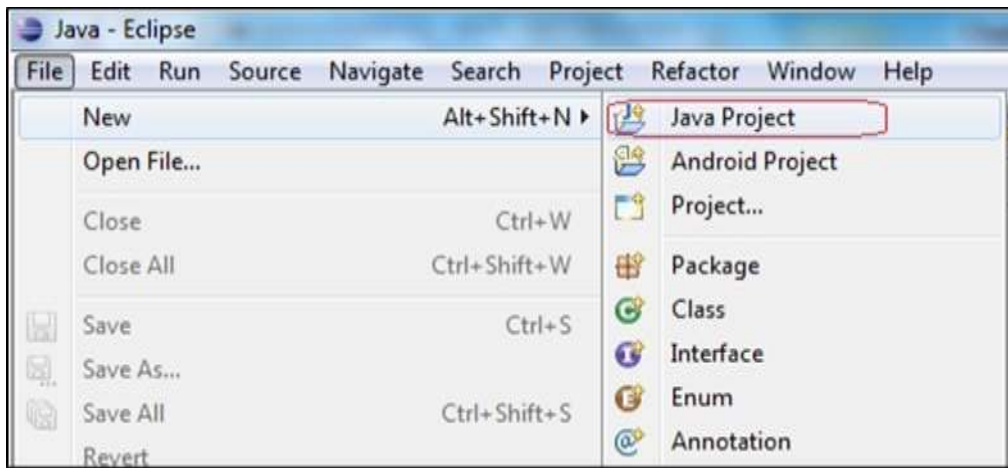 Java - Eclipse
File Edit Run Source Navigate Search Project Refactor Window Help
New Alt+Shift+N
Open File...
Close Ctrl+W
Close All Ctrl+Shift+W
Save Ctrl+S
Save As...
Save All Ctrl+Shift+S
Revert
Java Project
Android Project
Project...
Package
Class
Interface
Enum
Annotation